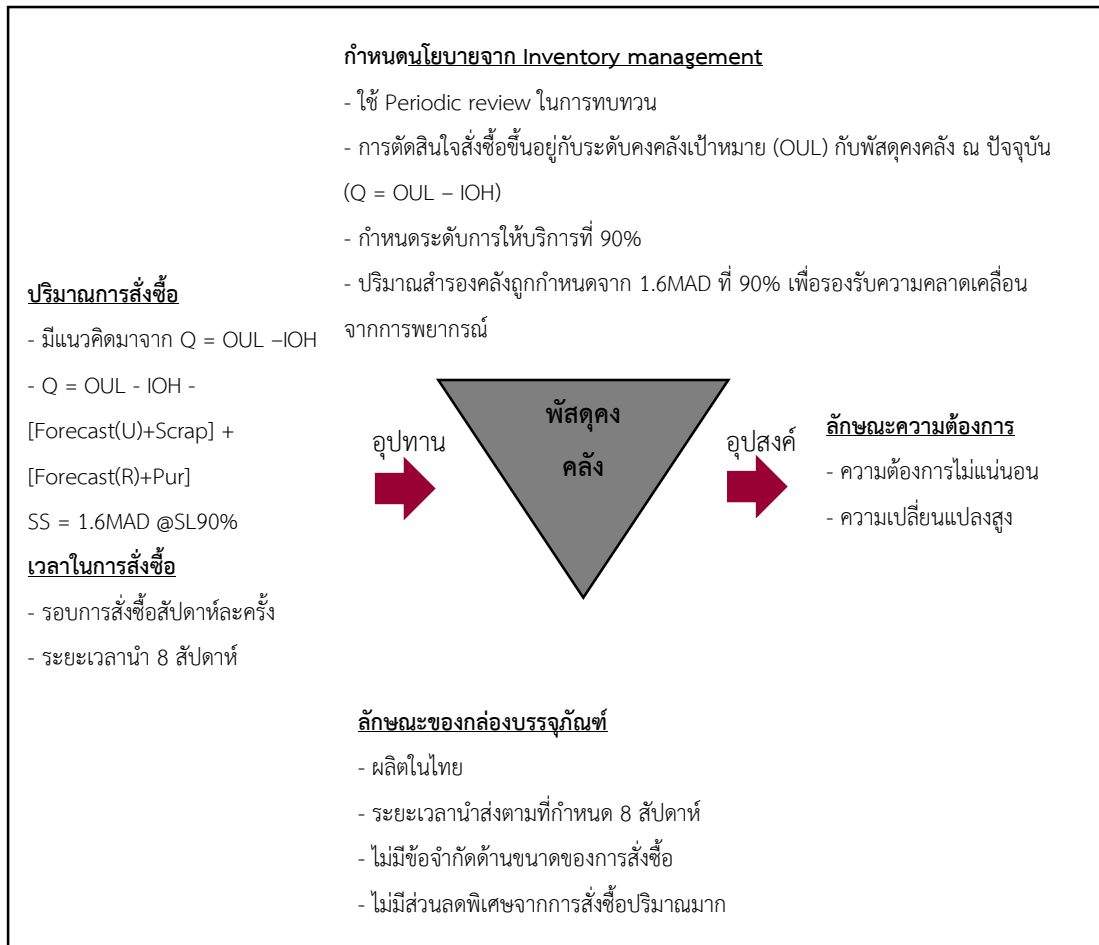 กำหนดนโยบายจาก Inventory management
- ใช้ Periodic review ในการทบทวน
- การตัดสินใจสั่งซื้อขึ้นอยู่กับระดับคงคลังเป้าหมาย (OUL) กับพัสดุคงคลัง ณ ปัจจุบัน
(Q = OUL – IOH)
- กำหนดระดับการให้บริการที่ 90%
- ปริมาณสำรองคลังถูกกำหนดจาก 1.6MAD ที่ 90% เพื่อรองรับความคลาดเคลื่อน
จากการพยากรณ์
ปริมาณการสั่งซื้อ
- มีแนวคิดมาจาก Q = OUL –IOH
- Q = OUL - IOH -
[Forecast(U)+Scrap] +
[Forecast(R)+Pur]
SS = 1.6MAD @SL90%
เวลาในการสั่งซื้อ
- รอบการสั่งซื้อสัปดาห์ละครั้ง
- ระยะเวลานำ 8 สัปดาห์
อุปทาน
พัสดุคง
คลัง
อุปสงค์
ลักษณะความต้องการ
- ความต้องการไม่แน่นอน
- ความเปลี่ยนแปลงสูง
ลักษณะของกล่องบรรจุภัณฑ์
- ผลิตในไทย
- ระยะเวลานำส่งตามที่กำหนด 8 สัปดาห์
- ไม่มีข้อจำกัดด้านขนาดของการสั่งซื้อ
- ไม่มีส่วนลดพิเศษจากการสั่งซื้อปริมาณมาก